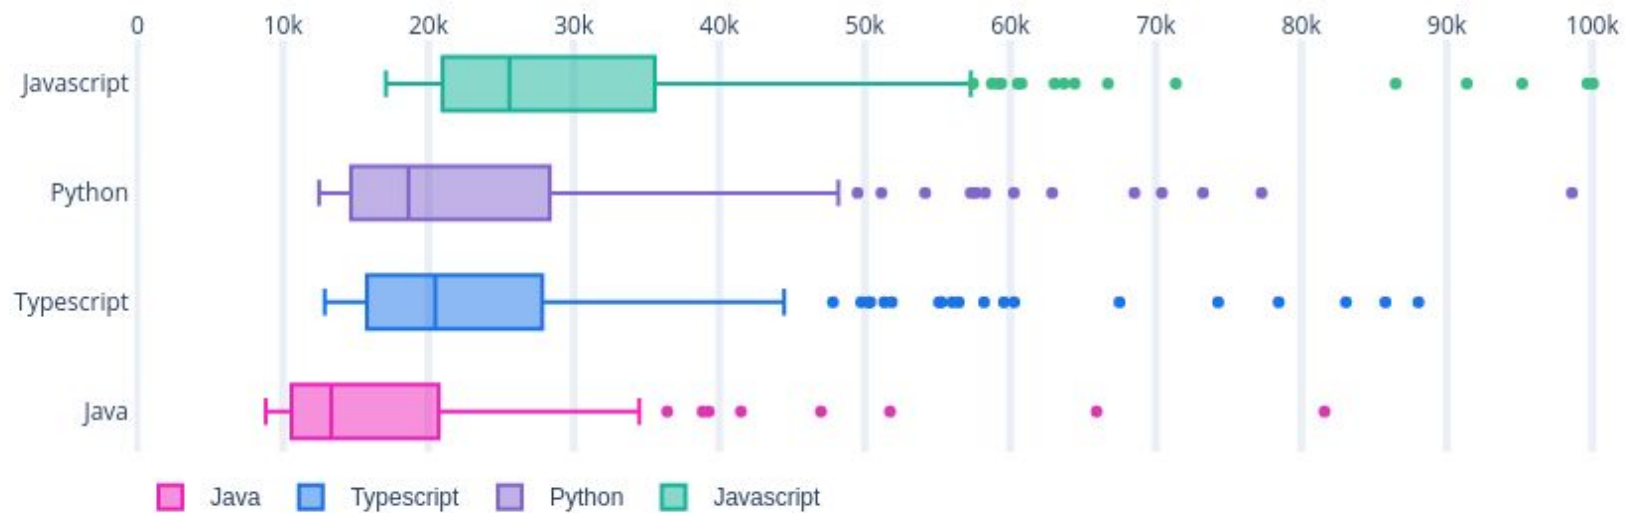 0 10k 20k 30k 40k 50k 60k 70k 80k 90k 100k
Javascript
Python
Typescript
Java
Java Typescript Python Javascript